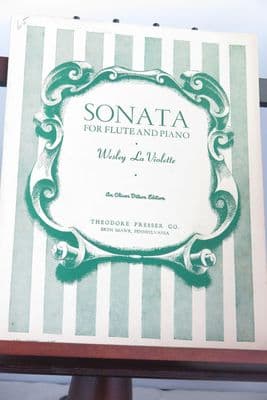 SONATA
FOR FLUTE AND PIANO
Wesley La Violette
An Oliver Ditson Edition
THEODORE PRESSER CO.
BRYN MAWR, PENNSYLVANIA